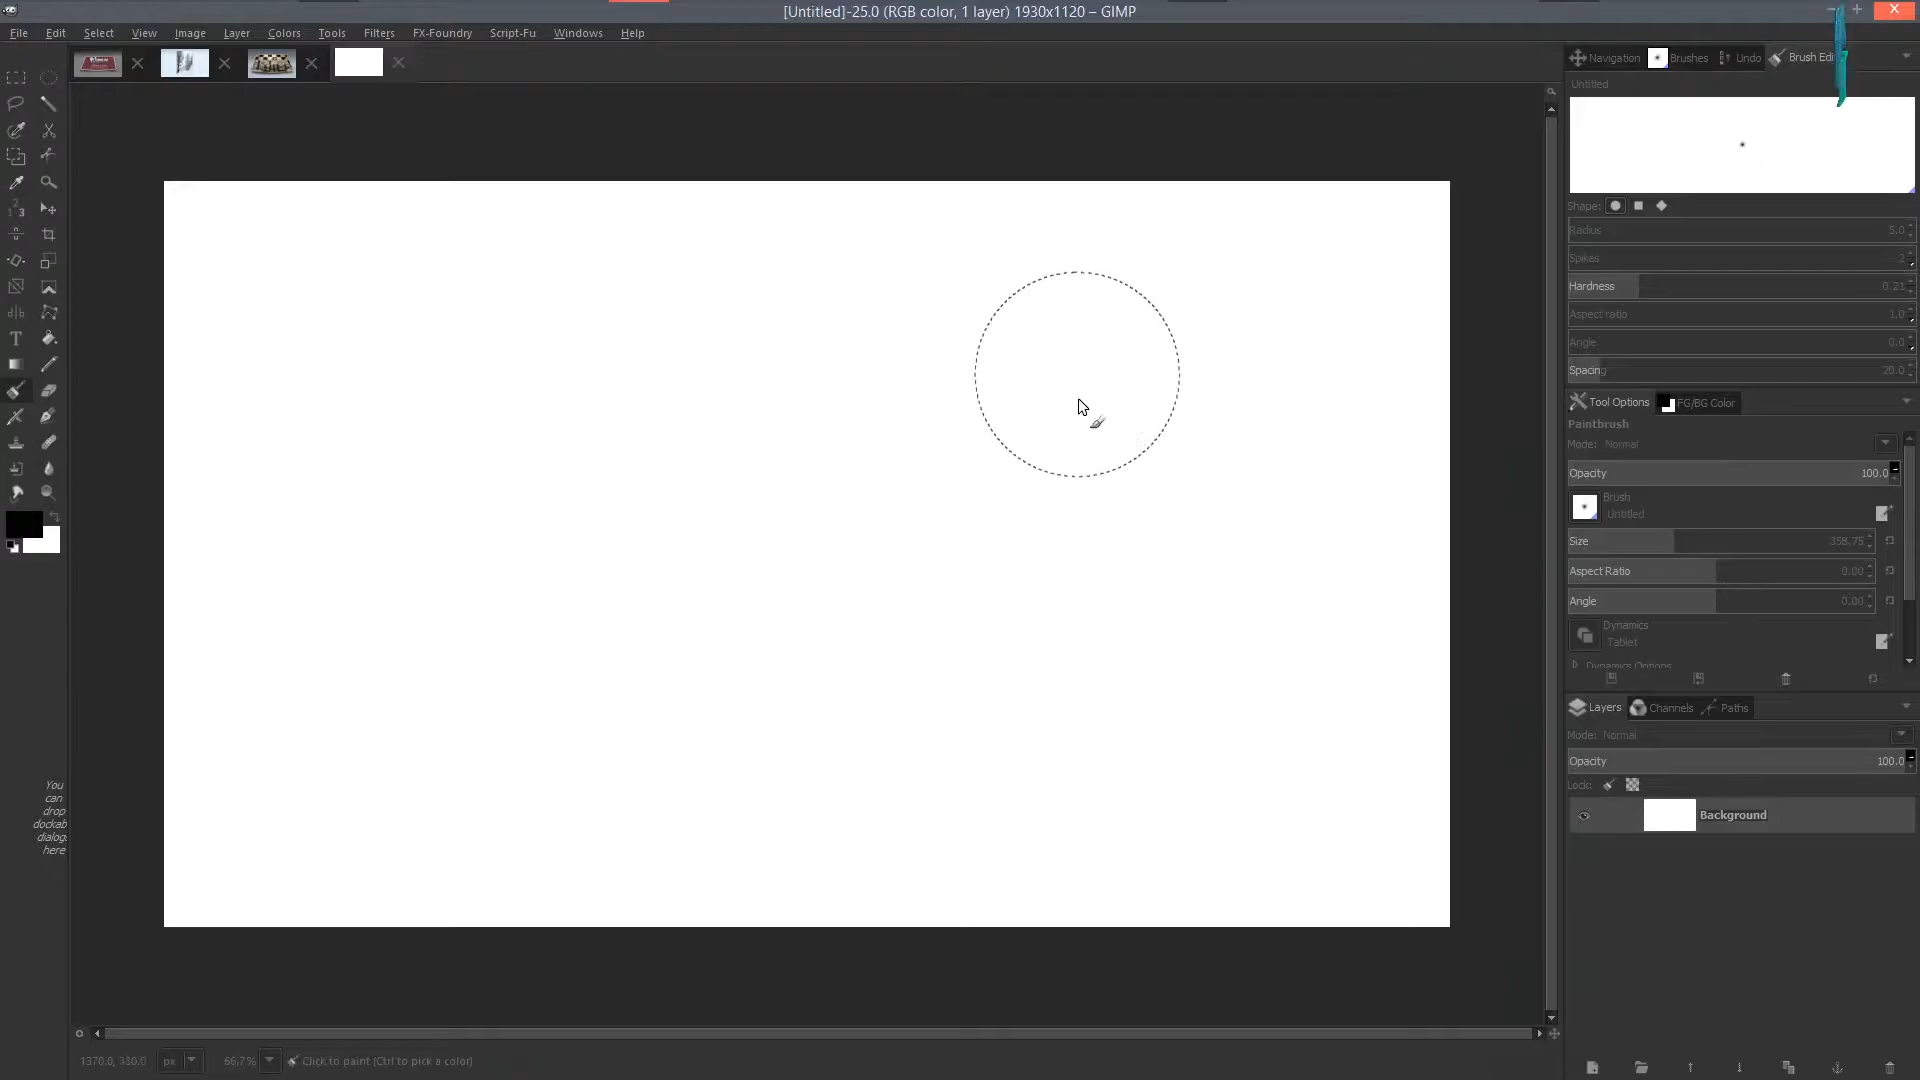 [Untitled]-25.0 (RGB color, 1 layer) 1930x1120 – GIMP
File Edit Select View Image Layer Colors Tools Filters FX-Foundry Script-Fu Windows Help
Navigation Brushes Undo Brush Edi
Untitled
Shape:
Radius 5.0
Spikes 2
Hardness 0.21
Aspect ratio 1.0
Angle 0.0
Spacing 20.0
Tool Options FG/BG Color
Paintbrush
Mode: Normal
Opacity 100.0
Brush
Untitled
Size 358.75
Aspect Ratio 0.00
Angle 0.00
Dynamics
Tablet
Dynamics Options
Layers Channels Paths
Mode: Normal
Opacity 100.0
Lock:
Background
You
can
drop
dockab
dialogs
here
1370.0, 330.0 px 66.7% Click to paint (Ctrl to pick a color)